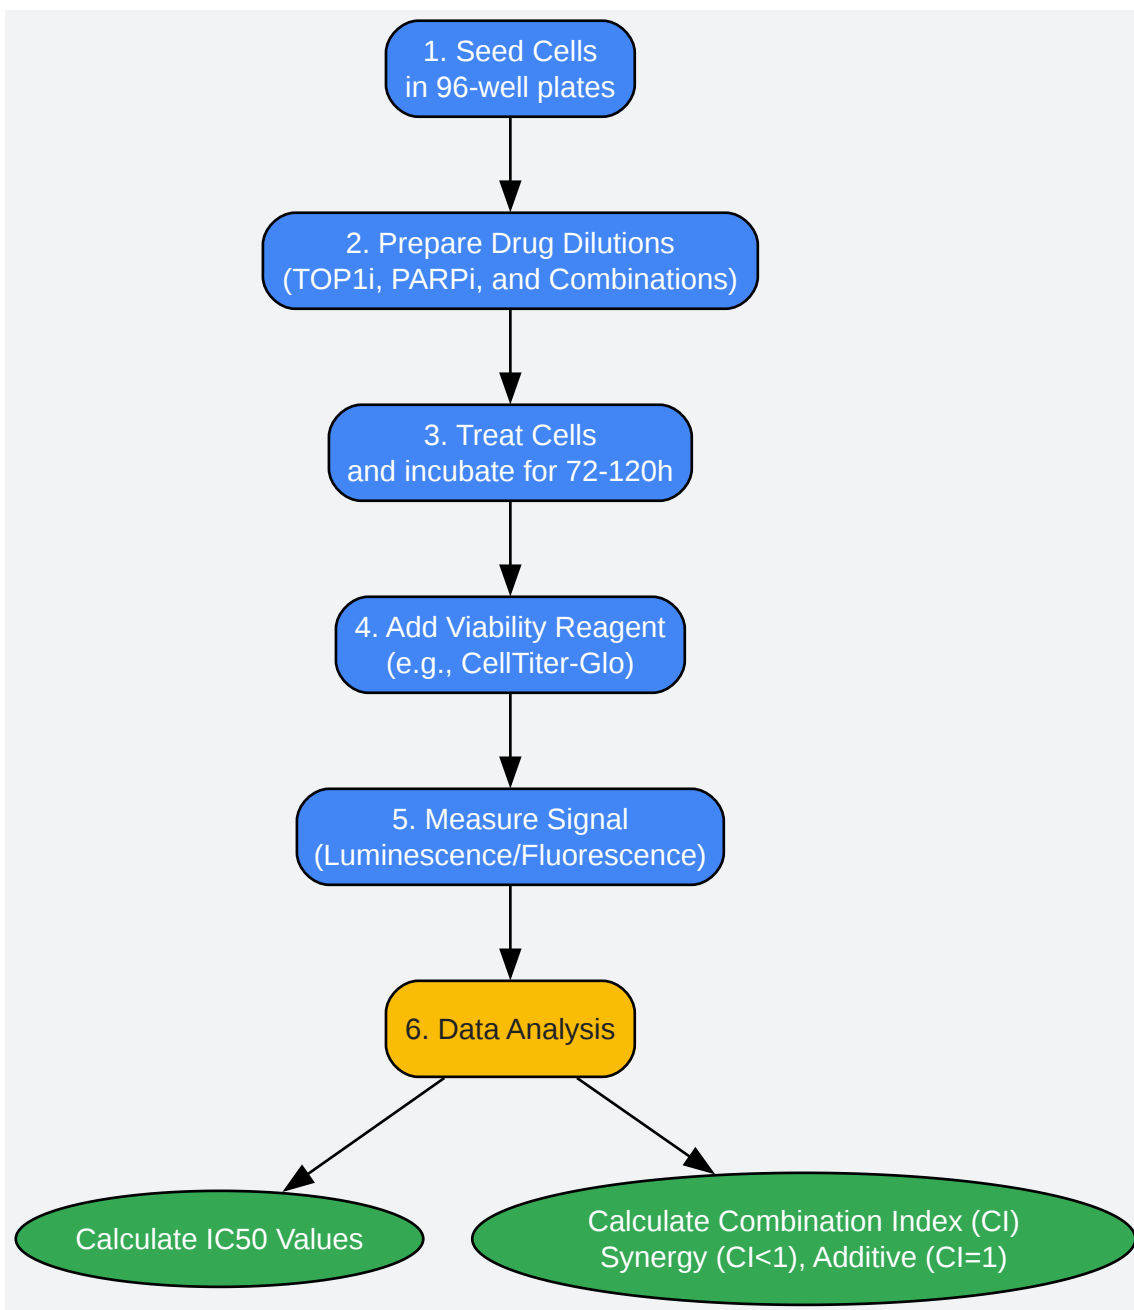 1. Seed Cells
in 96-well plates
2. Prepare Drug Dilutions
(TOP1i, PARPi, and Combinations)
3. Treat Cells
and incubate for 72-120h
4. Add Viability Reagent
(e.g., CellTiter-Glo)
5. Measure Signal
(Luminescence/Fluorescence)
6. Data Analysis
Calculate IC50 Values
Calculate Combination Index (CI)
Synergy (CI<1), Additive (CI=1)